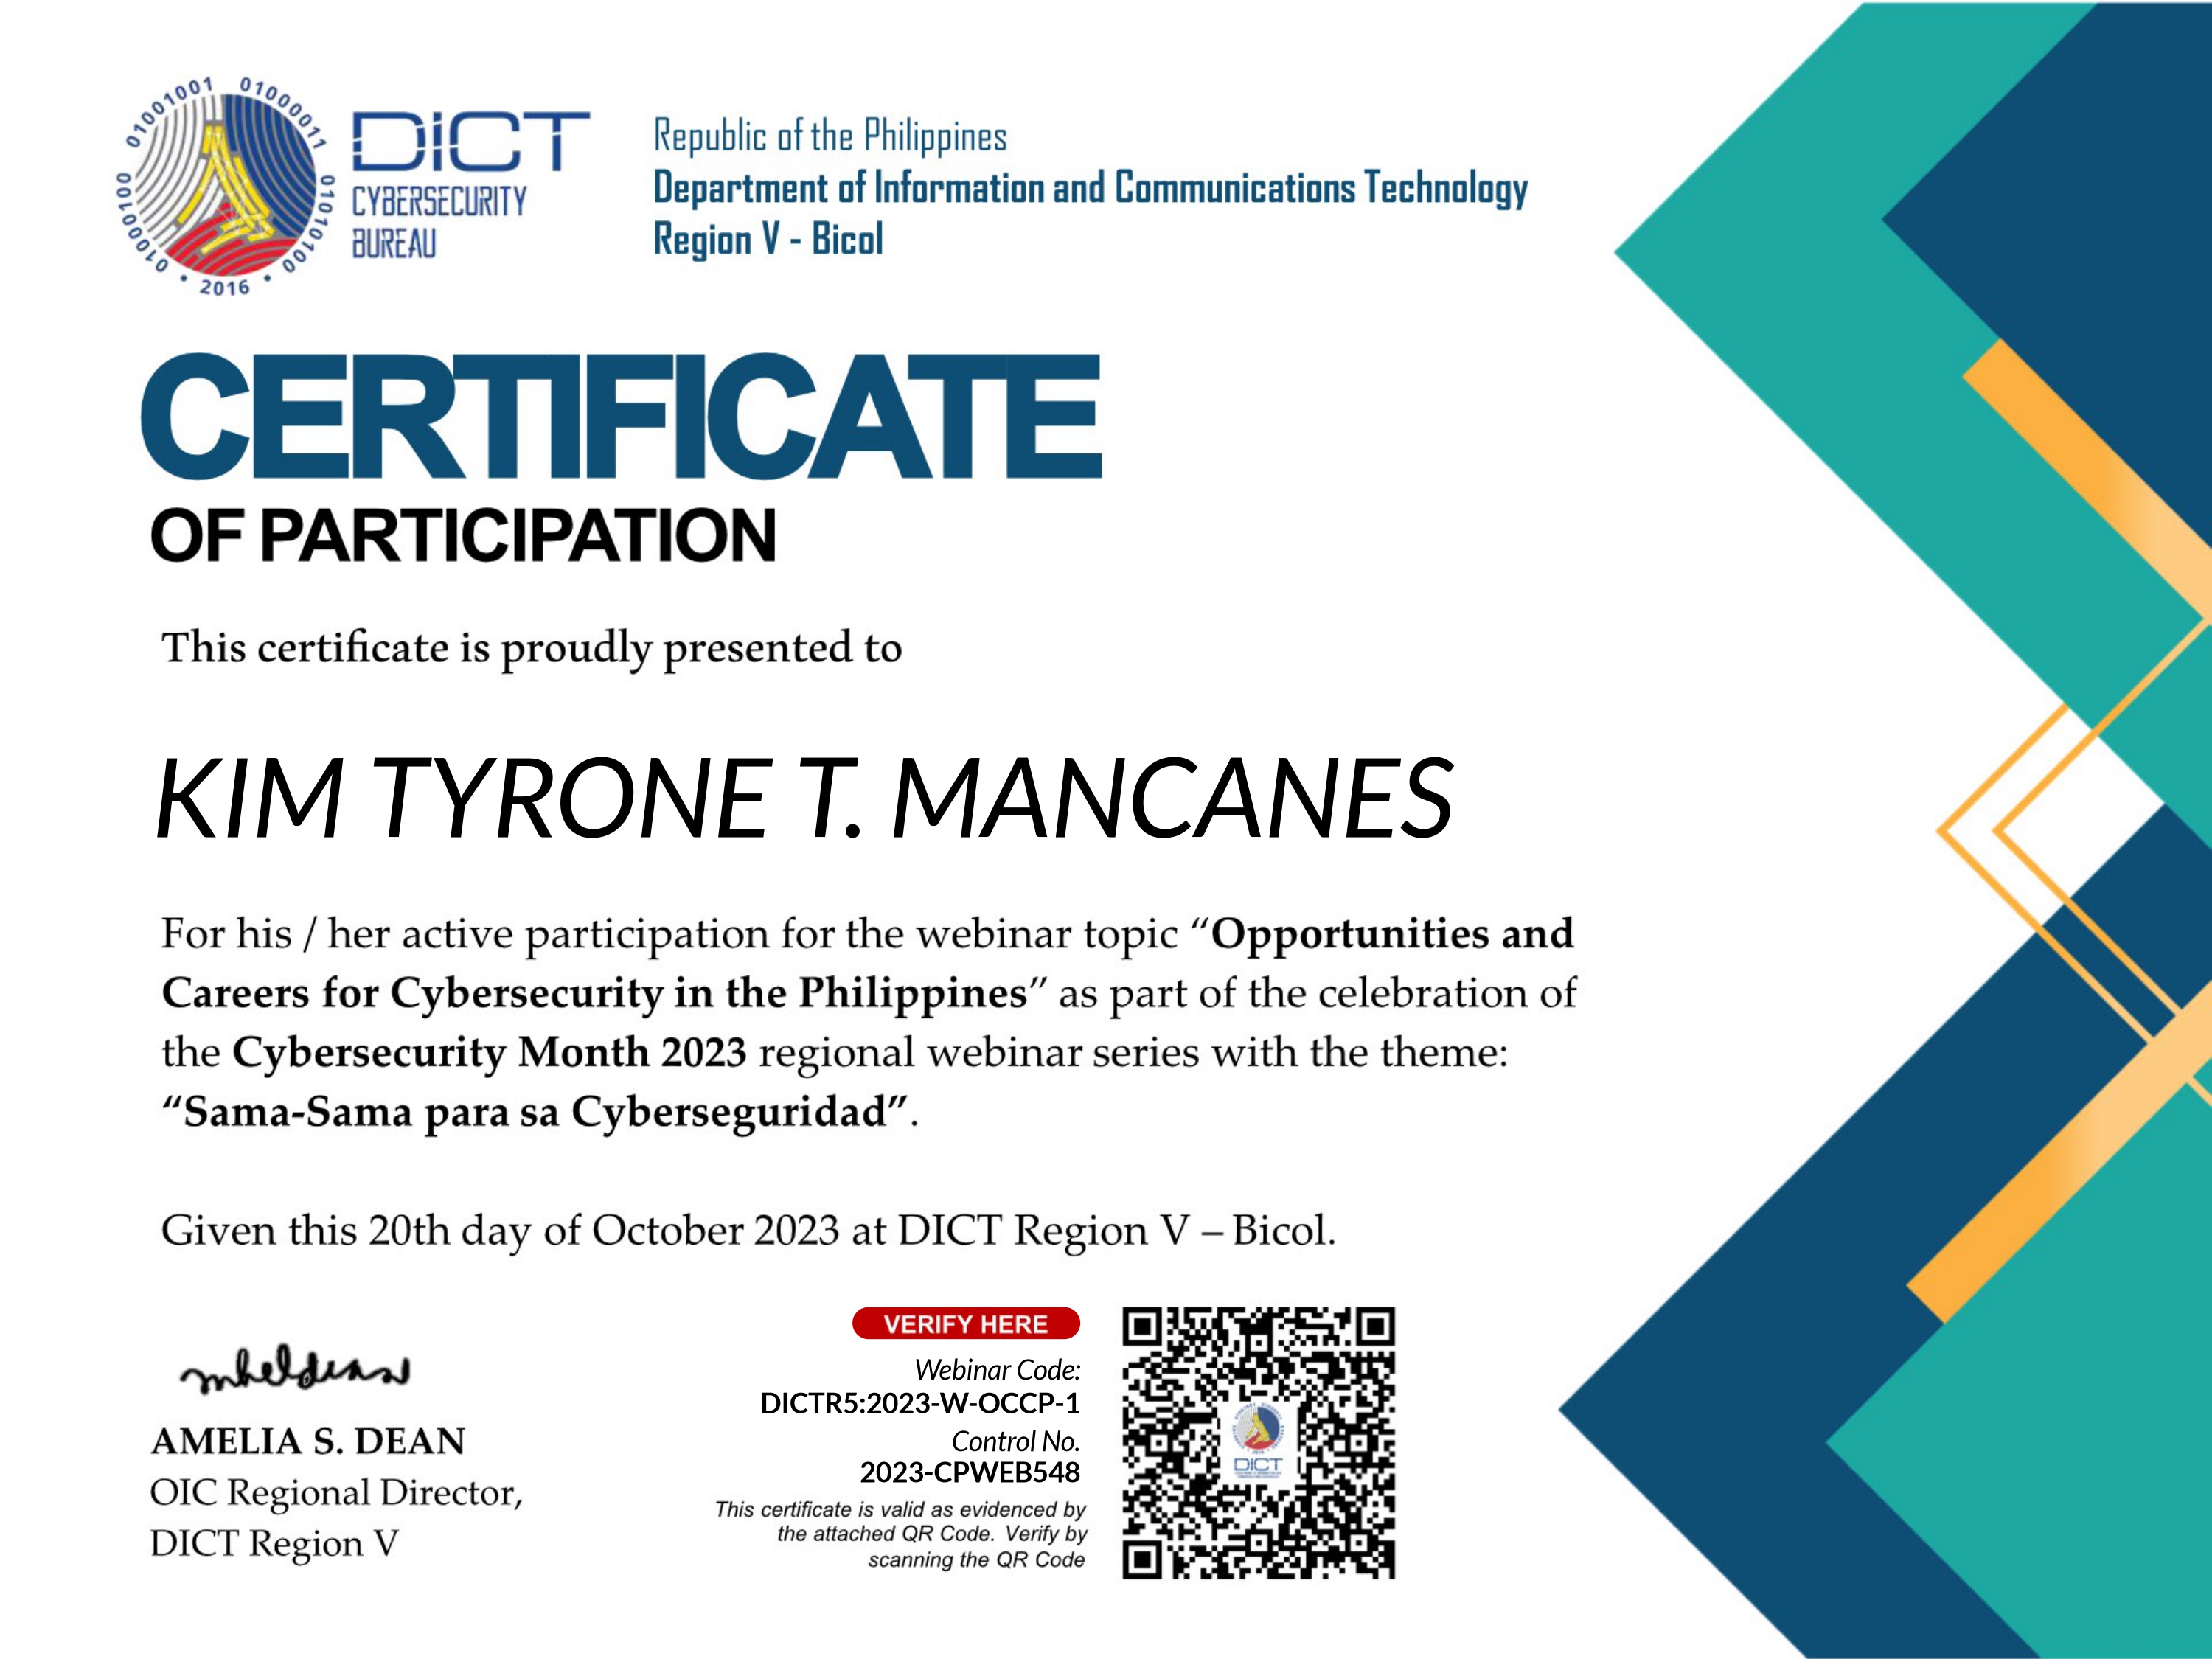 01001001 01000011 01010100 01000100
• 2016 •
DICT
CYBERSECURITY
BUREAU
Republic of the Philippines
Department of Information and Communications Technology
Region V - Bicol
CERTIFICATE
OF PARTICIPATION
This certificate is proudly presented to
KIM TYRONE T. MANCANES
For his / her active participation for the webinar topic “Opportunities and
Careers for Cybersecurity in the Philippines” as part of the celebration of
the Cybersecurity Month 2023 regional webinar series with the theme:
“Sama-Sama para sa Cyberseguridad”.
Given this 20th day of October 2023 at DICT Region V – Bicol.
AMELIA S. DEAN
OIC Regional Director,
DICT Region V
VERIFY HERE
Webinar Code:
DICTR5:2023-W-OCCP-1
Control No.
2023-CPWEB548
This certificate is valid as evidenced by
the attached QR Code. Verify by
scanning the QR Code
DICT